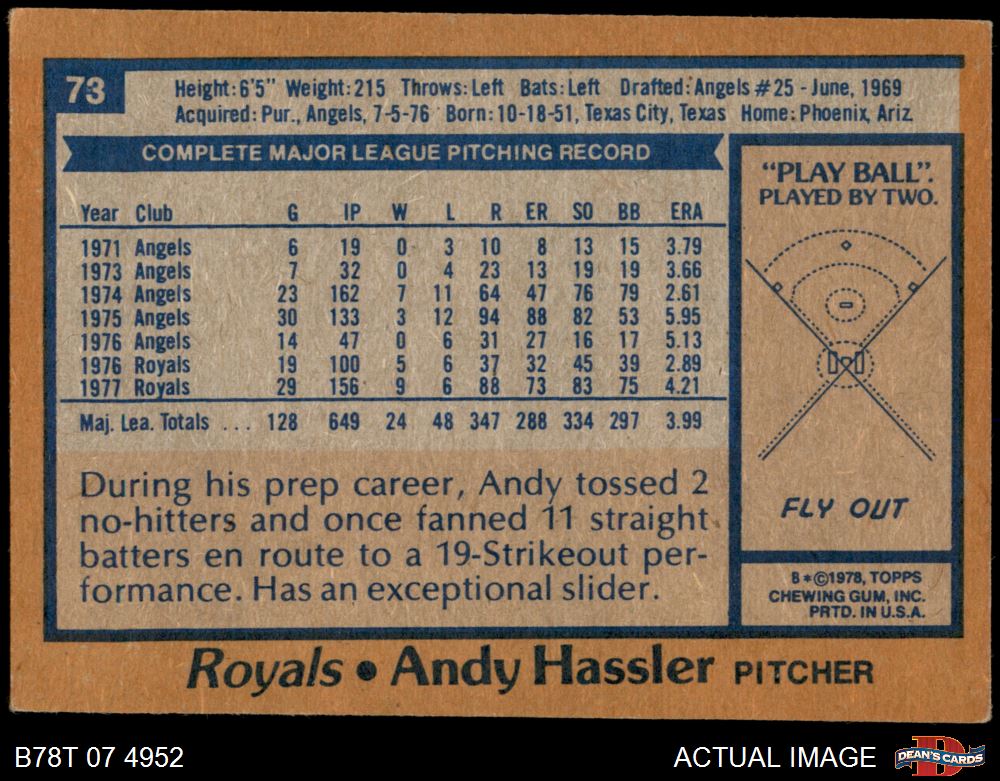 73
Height: 6'5" Weight: 215 Throws: Left Bats: Left Drafted: Angels #25 - June, 1969
Acquired: Pur., Angels, 7-5-76 Born: 10-18-51, Texas City, Texas Home: Phoenix, Ariz.
COMPLETE MAJOR LEAGUE PITCHING RECORD
Year Club G IP W L R ER SO BB ERA
1971 Angels 6 19 0 3 10 8 13 15 3.79
1973 Angels 7 32 0 4 23 13 19 19 3.66
1974 Angels 23 162 7 11 64 47 76 79 2.61
1975 Angels 30 133 3 12 94 88 82 53 5.95
1976 Angels 14 47 0 6 31 27 16 17 5.13
1976 Royals 19 100 5 6 37 32 45 39 2.89
1977 Royals 29 156 9 6 88 73 83 75 4.21
Maj. Lea. Totals ... 128 649 24 48 347 288 334 297 3.99
During his prep career, Andy tossed 2
no-hitters and once fanned 11 straight
batters en route to a 19-Strikeout per-
formance. Has an exceptional slider.
"PLAY BALL".
PLAYED BY TWO.
FLY OUT
B*©1978, TOPPS
CHEWING GUM, INC.
PRTD. IN U.S.A.
Royals • Andy Hassler PITCHER
B78T 07 4952
ACTUAL IMAGE
D
DEAN'S CARDS